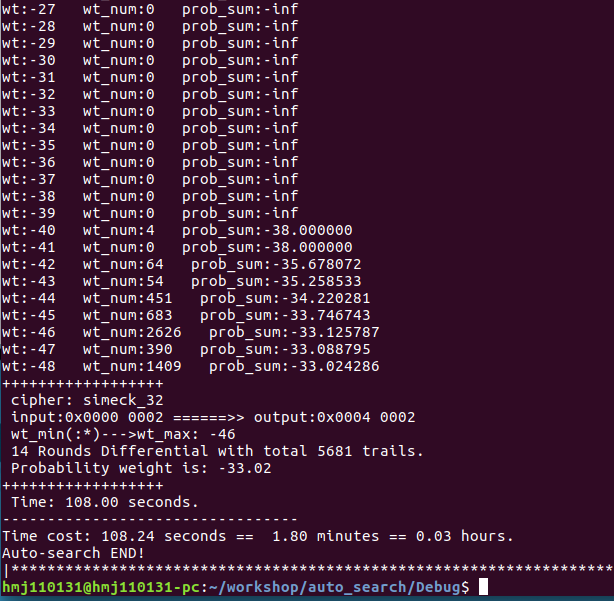 wt:-27   wt_num:0   prob_sum:-inf
wt:-28   wt_num:0   prob_sum:-inf
wt:-29   wt_num:0   prob_sum:-inf
wt:-30   wt_num:0   prob_sum:-inf
wt:-31   wt_num:0   prob_sum:-inf
wt:-32   wt_num:0   prob_sum:-inf
wt:-33   wt_num:0   prob_sum:-inf
wt:-34   wt_num:0   prob_sum:-inf
wt:-35   wt_num:0   prob_sum:-inf
wt:-36   wt_num:0   prob_sum:-inf
wt:-37   wt_num:0   prob_sum:-inf
wt:-38   wt_num:0   prob_sum:-inf
wt:-39   wt_num:0   prob_sum:-inf
wt:-40   wt_num:4   prob_sum:-38.000000
wt:-41   wt_num:0   prob_sum:-38.000000
wt:-42   wt_num:64   prob_sum:-35.678072
wt:-43   wt_num:54   prob_sum:-35.258533
wt:-44   wt_num:451   prob_sum:-34.220281
wt:-45   wt_num:683   prob_sum:-33.746743
wt:-46   wt_num:2626   prob_sum:-33.125787
wt:-47   wt_num:390   prob_sum:-33.088795
wt:-48   wt_num:1409   prob_sum:-33.024286
++++++++++++++++++
 cipher: simeck_32
 input:0x0000 0002 ======>> output:0x0004 0002
 wt_min(:*)--->wt_max: -46
 14 Rounds Differential with total 5681 trails.
 Probability weight is: -33.02
++++++++++++++++++
 Time: 108.00 seconds.
---------------------------------
Time cost: 108.24 seconds ==  1.80 minutes == 0.03 hours.
Auto-search END!
|*******************************************************************
hmj110131@hmj110131-pc:~/workshop/auto_search/Debug$